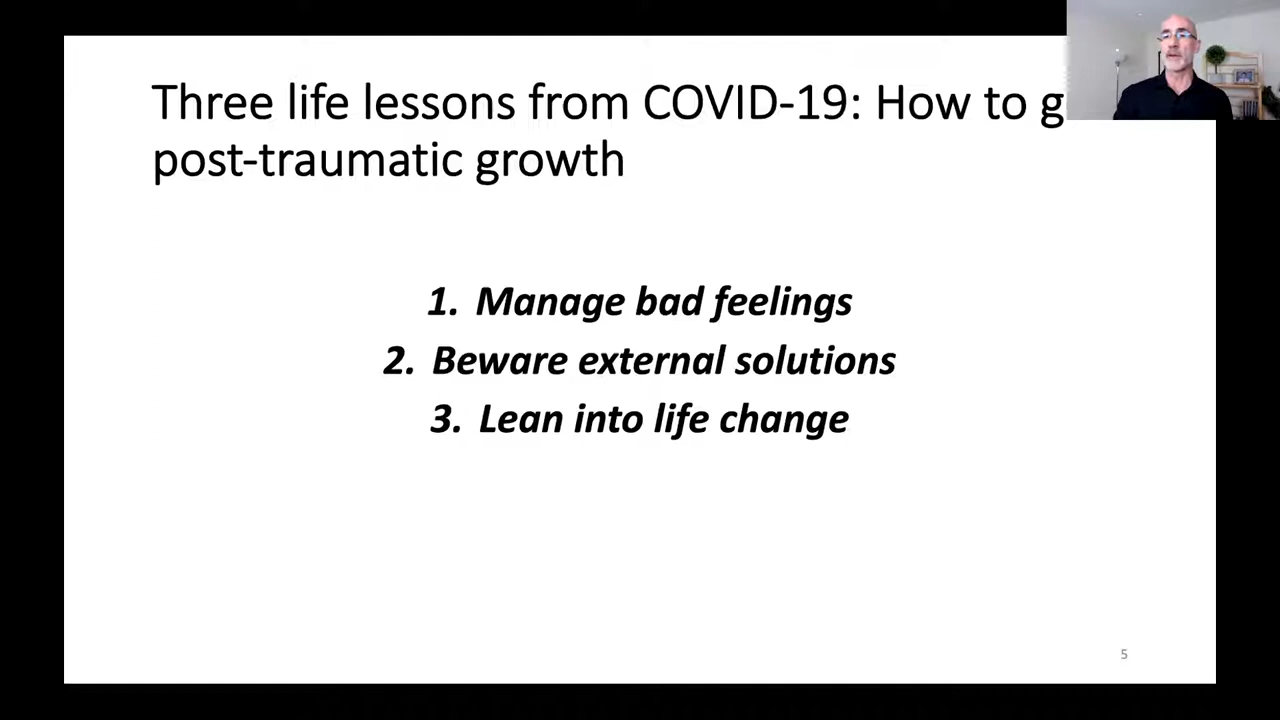 Three life lessons from COVID-19: How to
post-traumatic growth
1. Manage bad feelings
2. Beware external solutions
3. Lean into life change
5